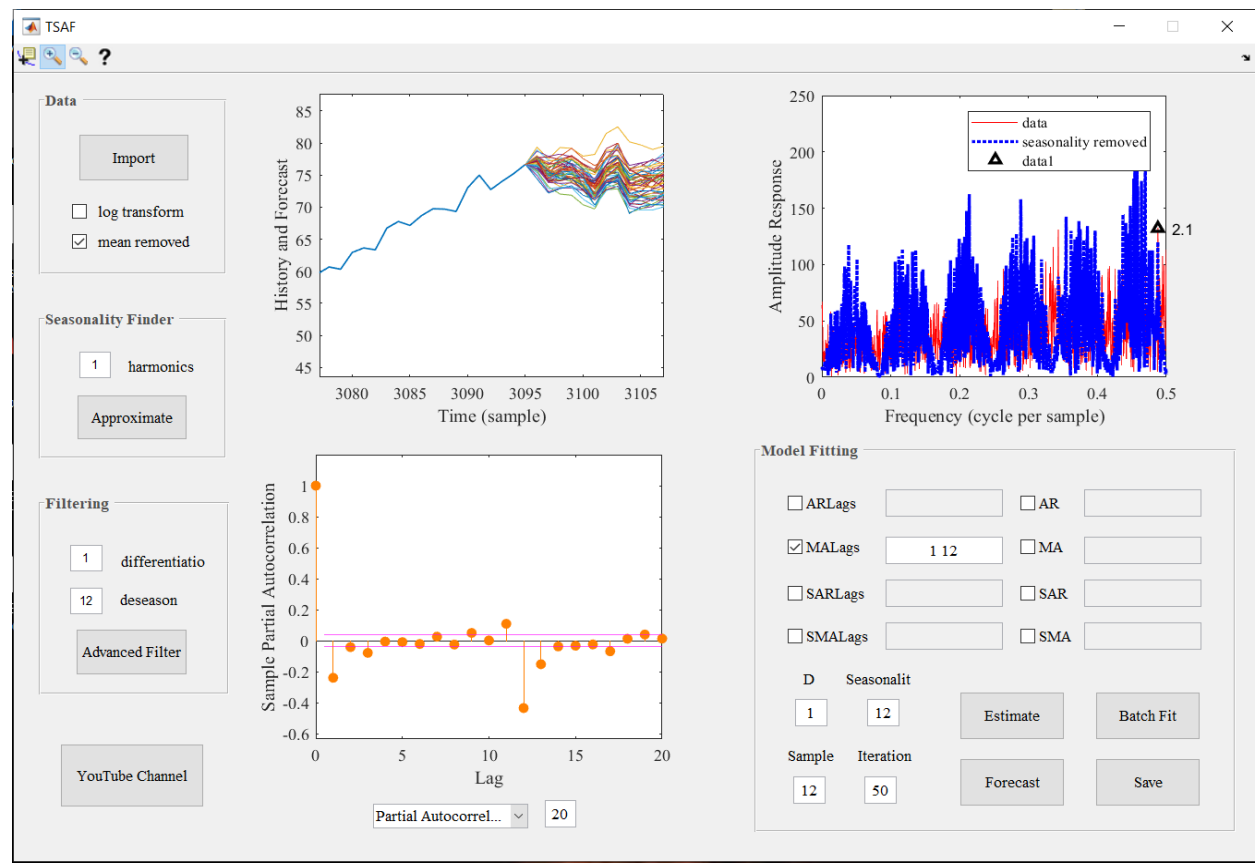 TSAF
?
Data
Import
log transform
mean removed
Seasonality Finder
1 harmonics
Approximate
Filtering
1 differentiatio
12 deseason
Advanced Filter
YouTube Channel
History and Forecast
85
80
75
70
65
60
55
50
45
3080 3085 3090 3095 3100 3105
Time (sample)
Sample Partial Autocorrelation
1
0.8
0.6
0.4
0.2
0
-0.2
-0.4
-0.6
0 5 10 15 20
Lag
Partial Autocorrel... 20
Amplitude Response
250
200
150
100
50
0
data
seasonality removed
data1
2.1
0 0.1 0.2 0.3 0.4 0.5
Frequency (cycle per sample)
Model Fitting
ARLags AR
MALags 1 12 MA
SARLags SAR
SMALags SMA
D Seasonalit
1 12 Estimate Batch Fit
Sample Iteration
12 50 Forecast Save